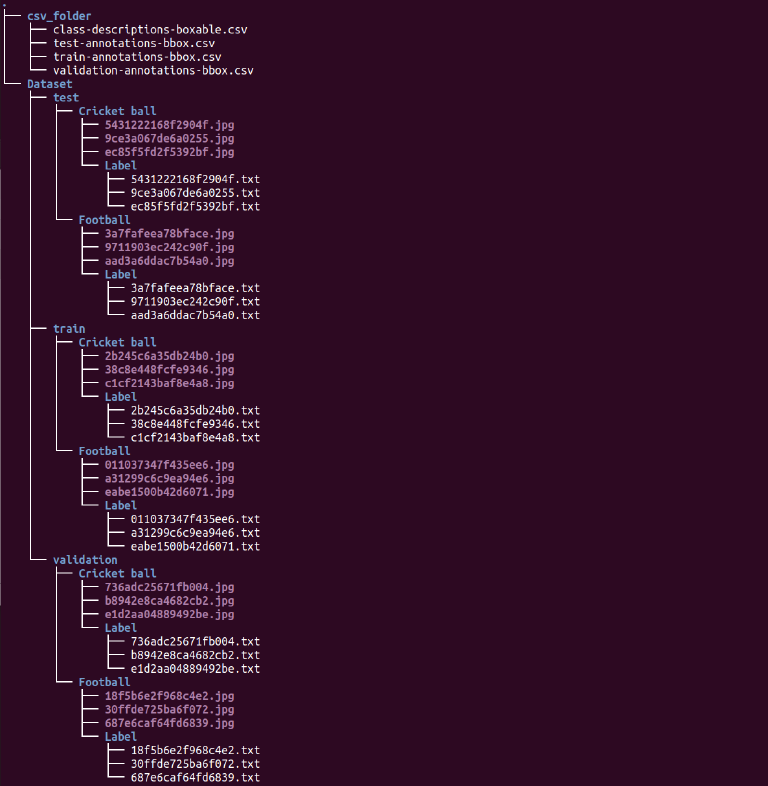 .
csv_folder
class-descriptions-boxable.csv
test-annotations-bbox.csv
train-annotations-bbox.csv
validation-annotations-bbox.csv
Dataset
test
Cricket ball
5431222168f2904f.jpg
9ce3a067de6a0255.jpg
ec85f5fd2f5392bf.jpg
Label
5431222168f2904f.txt
9ce3a067de6a0255.txt
ec85f5fd2f5392bf.txt
Football
3a7fafeea78bface.jpg
9711903ec242c90f.jpg
aad3a6ddac7b54a0.jpg
Label
3a7fafeea78bface.txt
9711903ec242c90f.txt
aad3a6ddac7b54a0.txt
train
Cricket ball
2b245c6a35db24b0.jpg
38c8e448fcfe9346.jpg
c1cf2143baf8e4a8.jpg
Label
2b245c6a35db24b0.txt
38c8e448fcfe9346.txt
c1cf2143baf8e4a8.txt
Football
011037347f435ee6.jpg
a31299c6c9ea94e6.jpg
eabe1500b42d6071.jpg
Label
011037347f435ee6.txt
a31299c6c9ea94e6.txt
eabe1500b42d6071.txt
validation
Cricket ball
736adc25671fb004.jpg
b8942e8ca4682cb2.jpg
e1d2aa04889492be.jpg
Label
736adc25671fb004.txt
b8942e8ca4682cb2.txt
e1d2aa04889492be.txt
Football
18f5b6e2f968c4e2.jpg
30ffde725ba6f072.jpg
687e6caf64fd6839.jpg
Label
18f5b6e2f968c4e2.txt
30ffde725ba6f072.txt
687e6caf64fd6839.txt